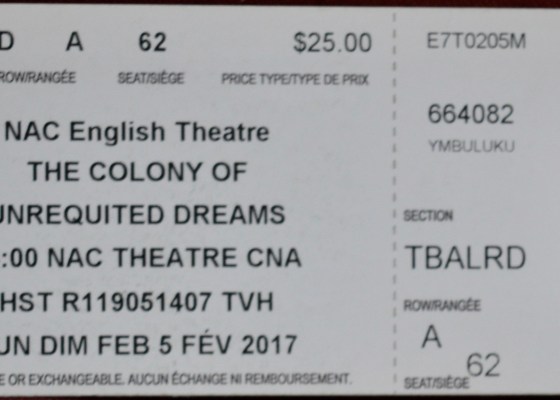 D A 62 $25.00
ROW/RANGÉE SEAT/SIÈGE PRICE TYPE/TYPE DE PRIX
NAC English Theatre
THE COLONY OF
UNREQUITED DREAMS
:00 NAC THEATRE CNA
HST R119051407 TVH
UN DIM FEB 5 FÉV 2017
E OR EXCHANGEABLE. AUCUN ÉCHANGE NI REMBOURSEMENT.
E7T0205M
664082
YMBULUKU
SECTION
TBALRD
ROW/RANGÉE
A
62
SEAT/SIÈGE